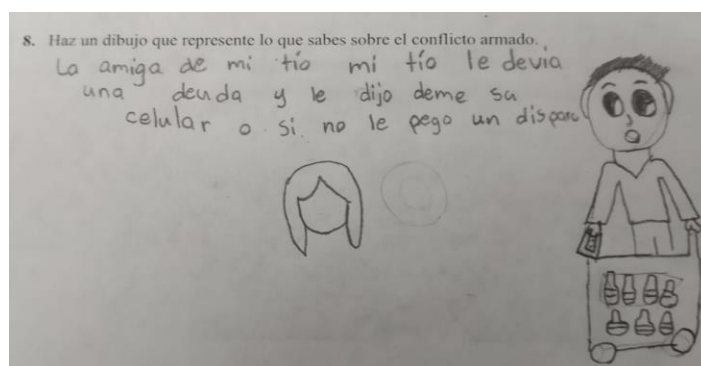 8. Haz un dibujo que represente lo que sabes sobre el conflicto armado.
La amiga de mi tío mi tío le devia
una deuda y le dijo deme su
celular o si no le pego un disparo